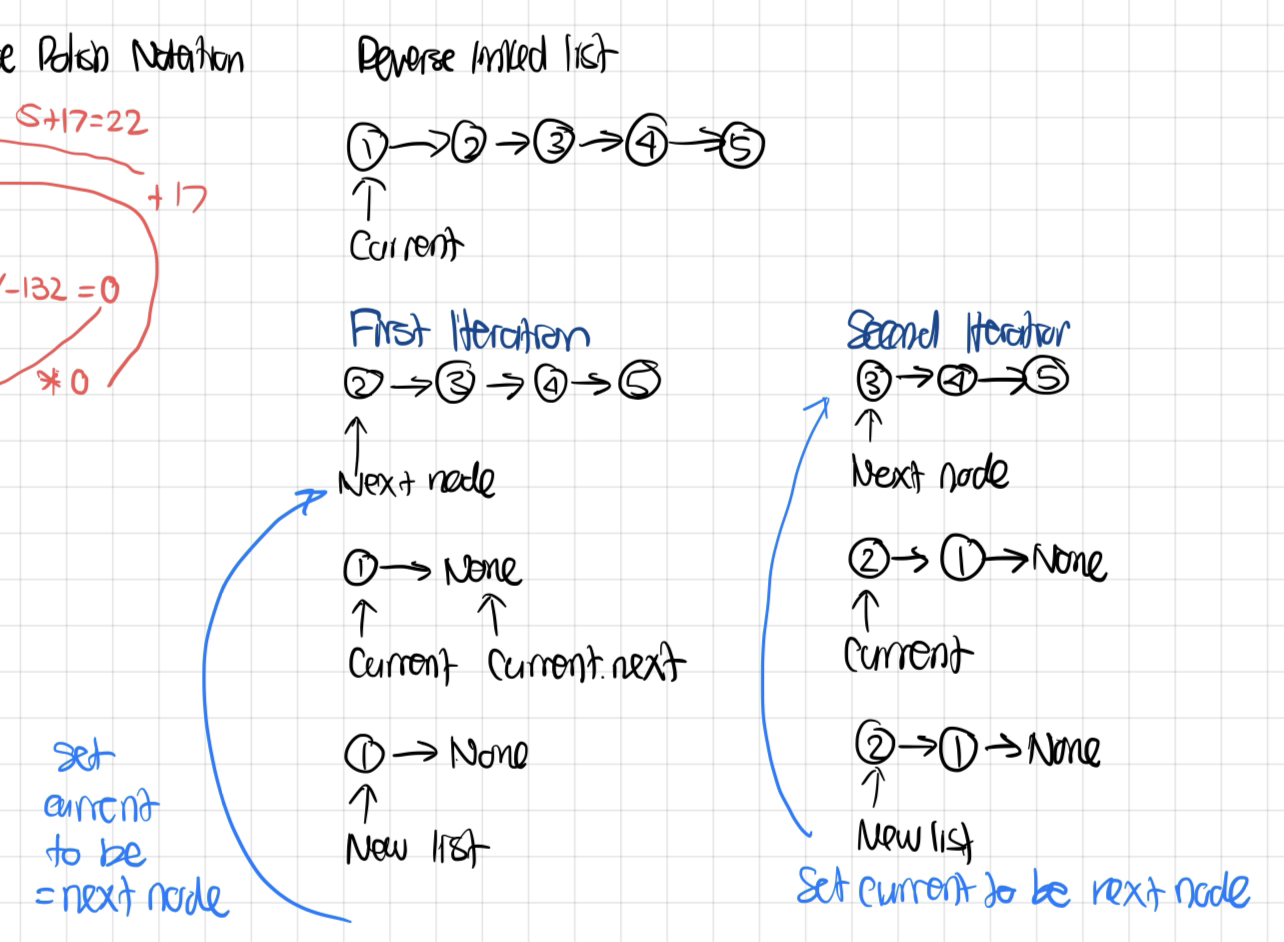 e Polish Notation
5+17=22
+17
-132 = 0
* 0
Reverse linked list
1 → 2 → 3 → 4 → 5
↑
Current
First Iteration
2 → 3 → 4 → 5
↑
Next node
1 → None
↑ ↑
Current Current.next
1 → None
↑
New list
set
current
to be
= next node
Second Iteration
3 → 4 → 5
↑
Next node
2 → 1 → None
↑
Current
2 → 1 → None
↑
New list
Set current to be next node